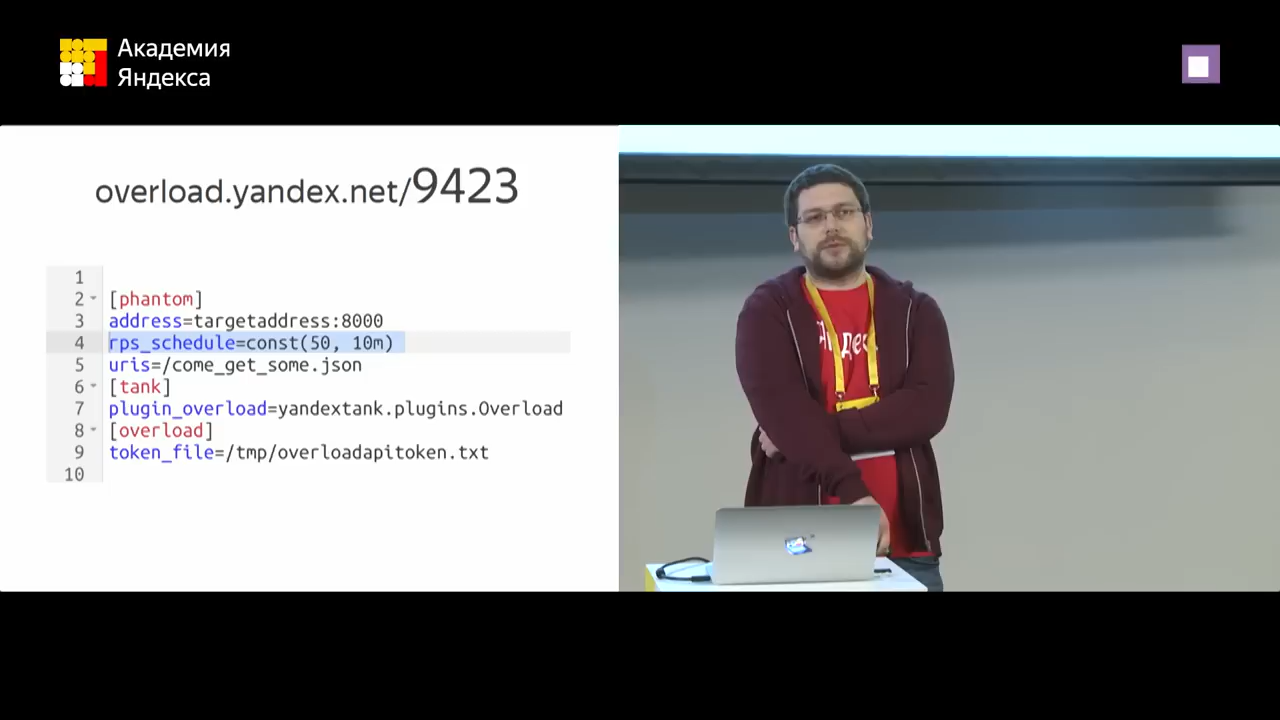 Академия
Яндекса
overload.yandex.net/9423
1
2 [phantom]
3 address=targetaddress:8000
4 rps_schedule=const(50, 10m)
5 uris=/come_get_some.json
6 [tank]
7 plugin_overload=yandextank.plugins.Overload
8 [overload]
9 token_file=/tmp/overloadapitoken.txt
10